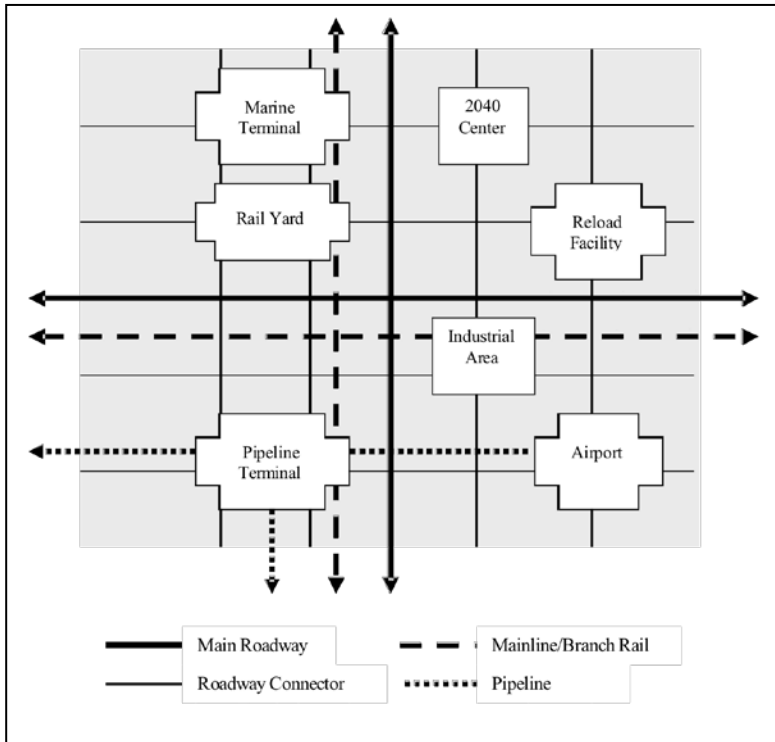 Marine
Terminal
2040
Center
Rail Yard
Reload
Facility
Industrial
Area
Pipeline
Terminal
Airport
Main Roadway
Mainline/Branch Rail
Roadway Connector
Pipeline